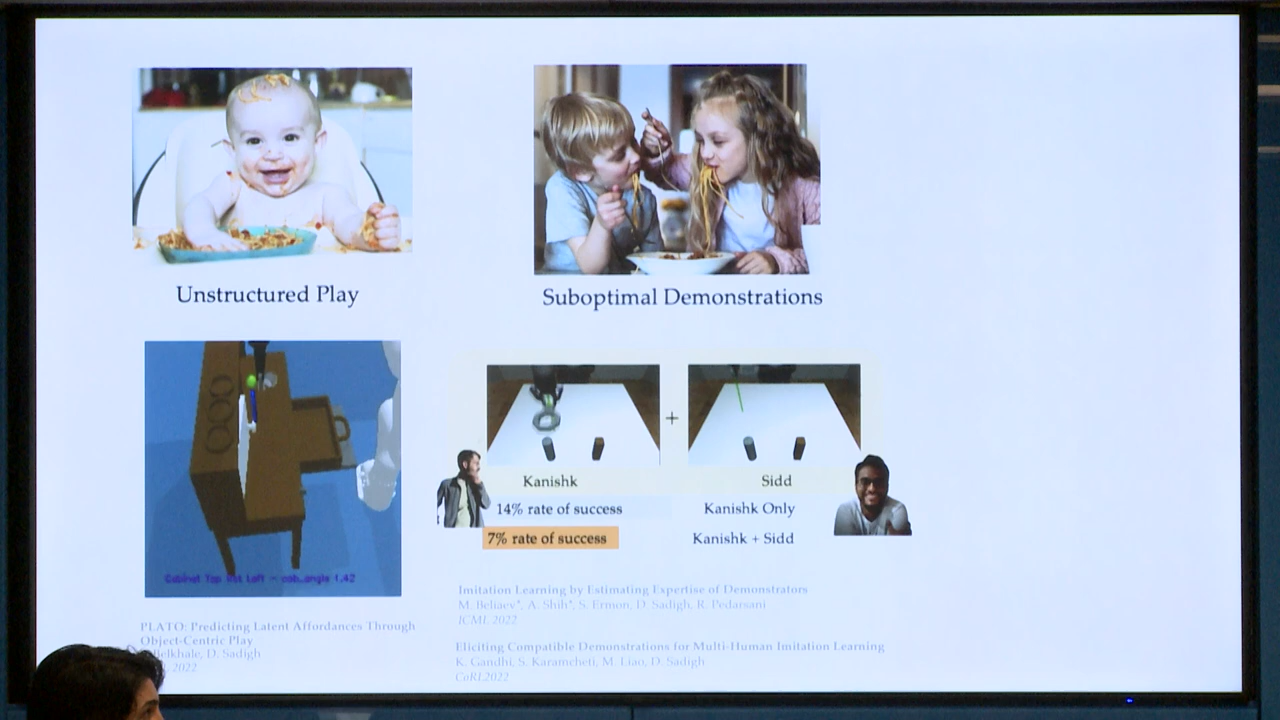 Unstructured Play
Suboptimal Demonstrations
+
Kanishk
Sidd
14% rate of success
Kanishk Only
7% rate of success
Kanishk + Sidd
Cabinet Top Not Left - cab_angle 1.42
Imitation Learning by Estimating Expertise of Demonstrators
M. Beliaev*, A. Shih*, S. Ermon, D. Sadigh, R. Pedarsani
ICML 2022
PLATO: Predicting Latent Affordances Through
Object-Centric Play
Belkhale, D. Sadigh
2022
Eliciting Compatible Demonstrations for Multi-Human Imitation Learning
K. Gandhi, S. Karamcheti, M. Liao, D. Sadigh
CoRL2022